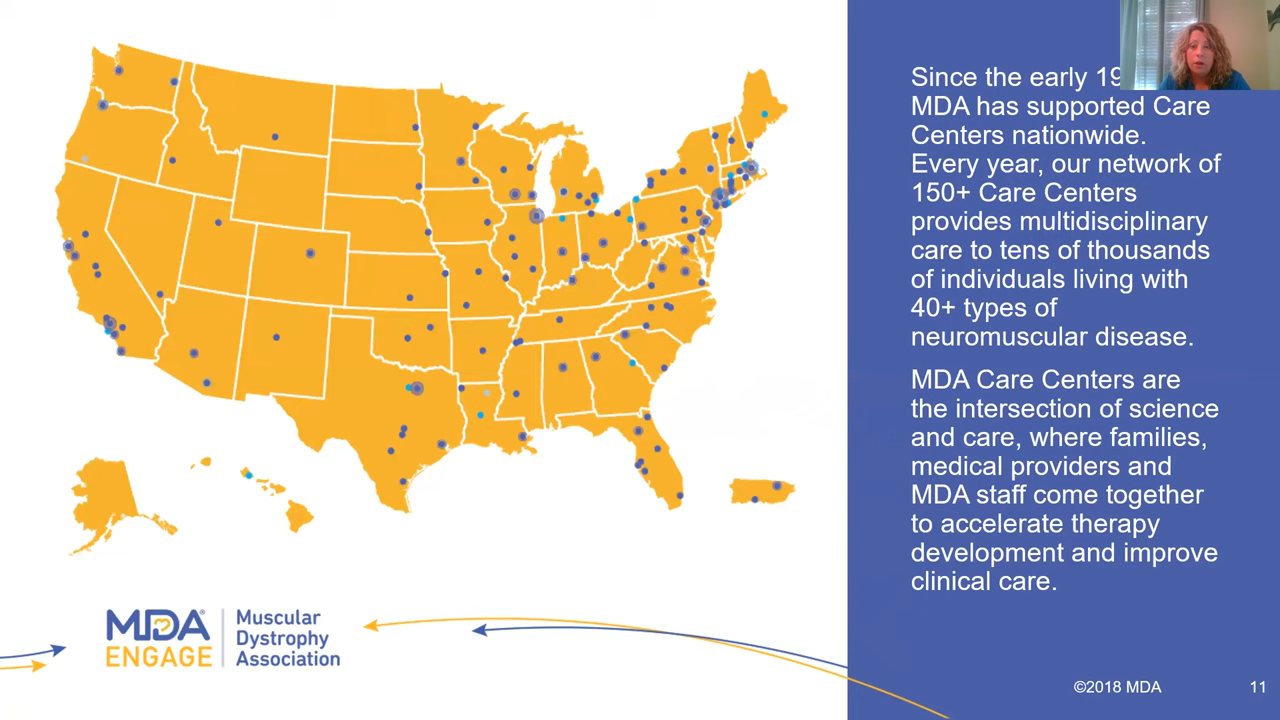 Since the early 19
MDA has supported Care
Centers nationwide.
Every year, our network of
150+ Care Centers
provides multidisciplinary
care to tens of thousands
of individuals living with
40+ types of
neuromuscular disease.
MDA Care Centers are
the intersection of science
and care, where families,
medical providers and
MDA staff come together
to accelerate therapy
development and improve
clinical care.
MDA®
ENGAGE
Muscular
Dystrophy
Association
©2018 MDA
11